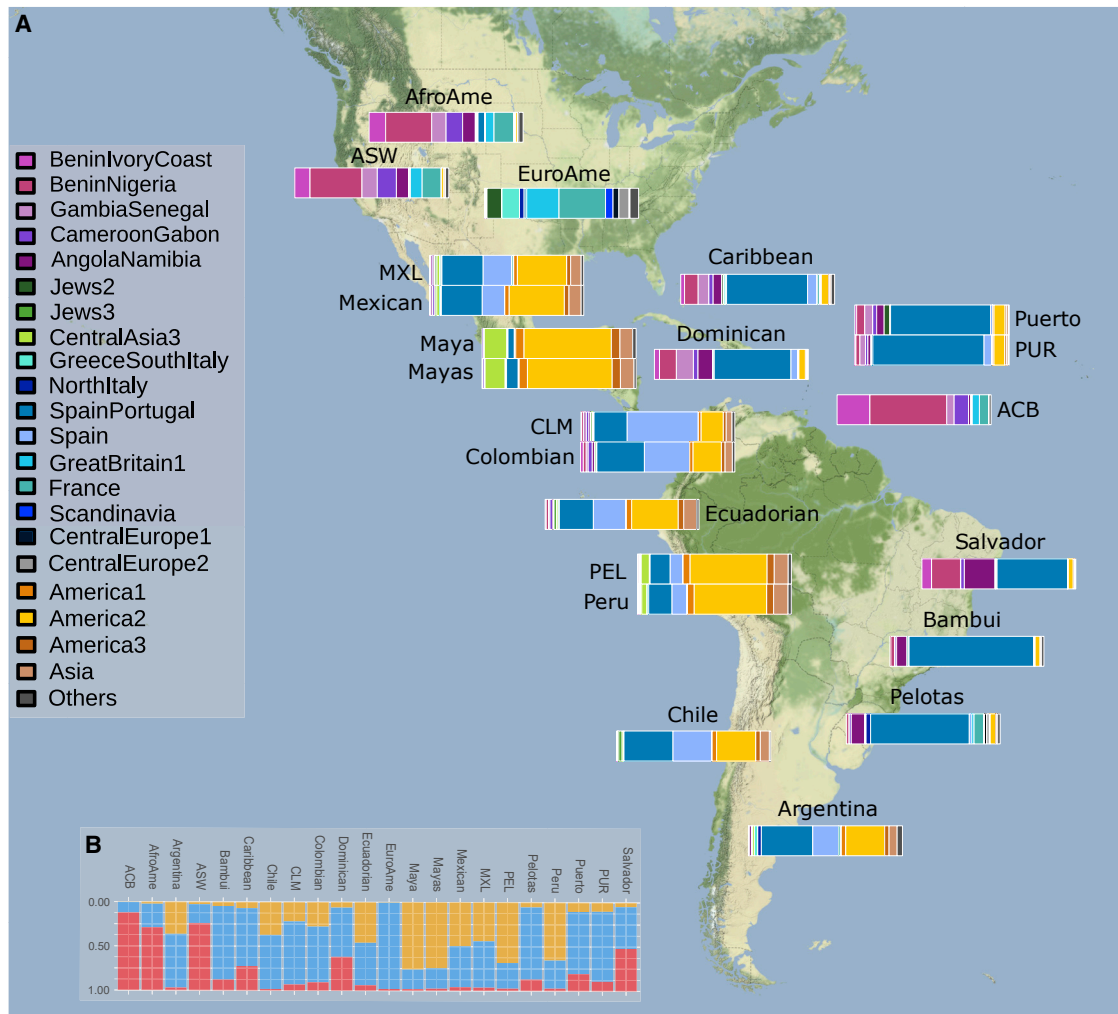 A
AfroAme
ASW
EuroAme
BeninIvoryCoast
BeninNigeria
GambiaSenegal
CameroonGabon
AngolaNamibia
Jews2
Jews3
CentralAsia3
GreeceSouthItaly
NorthItaly
SpainPortugal
Spain
GreatBritain1
France
Scandinavia
CentralEurope1
CentralEurope2
America1
America2
America3
Asia
Others
MXL
Mexican
Caribbean
Puerto
PUR
Dominican
Maya
Mayas
ACB
CLM
Colombian
Ecuadorian
Salvador
PEL
Peru
Bambui
Pelotas
Chile
Argentina
B
ACB
AfroAme
Argentina
ASW
Bambui
Caribbean
Chile
CLM
Colombian
Dominican
Ecuadorian
EuroAme
Maya
Mayas
Mexican
MXL
PEL
Pelotas
Peru
Puerto
PUR
Salvador
0.00
0.50
1.00